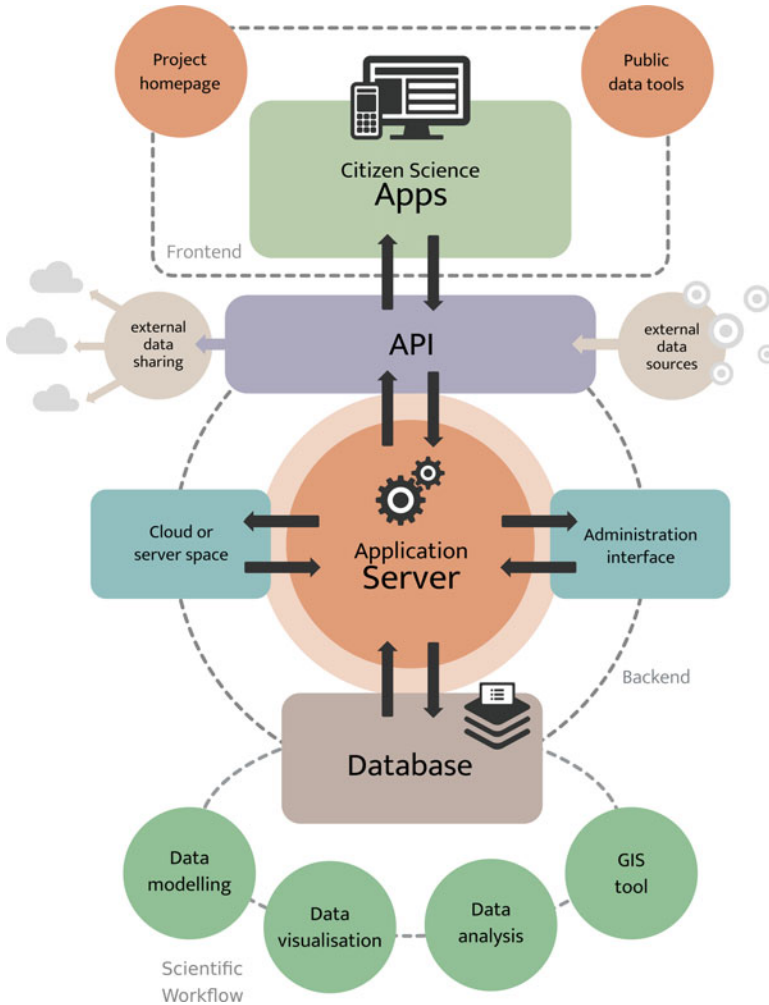 Project
homepage
Public
data tools
Citizen Science
Apps
Frontend
external
data
sharing
API
external
data
sources
Cloud or
server space
Application
Server
Administration
interface
Backend
Database
Data
modelling
Data
visualisation
Data
analysis
GIS
tool
Scientific
Workflow